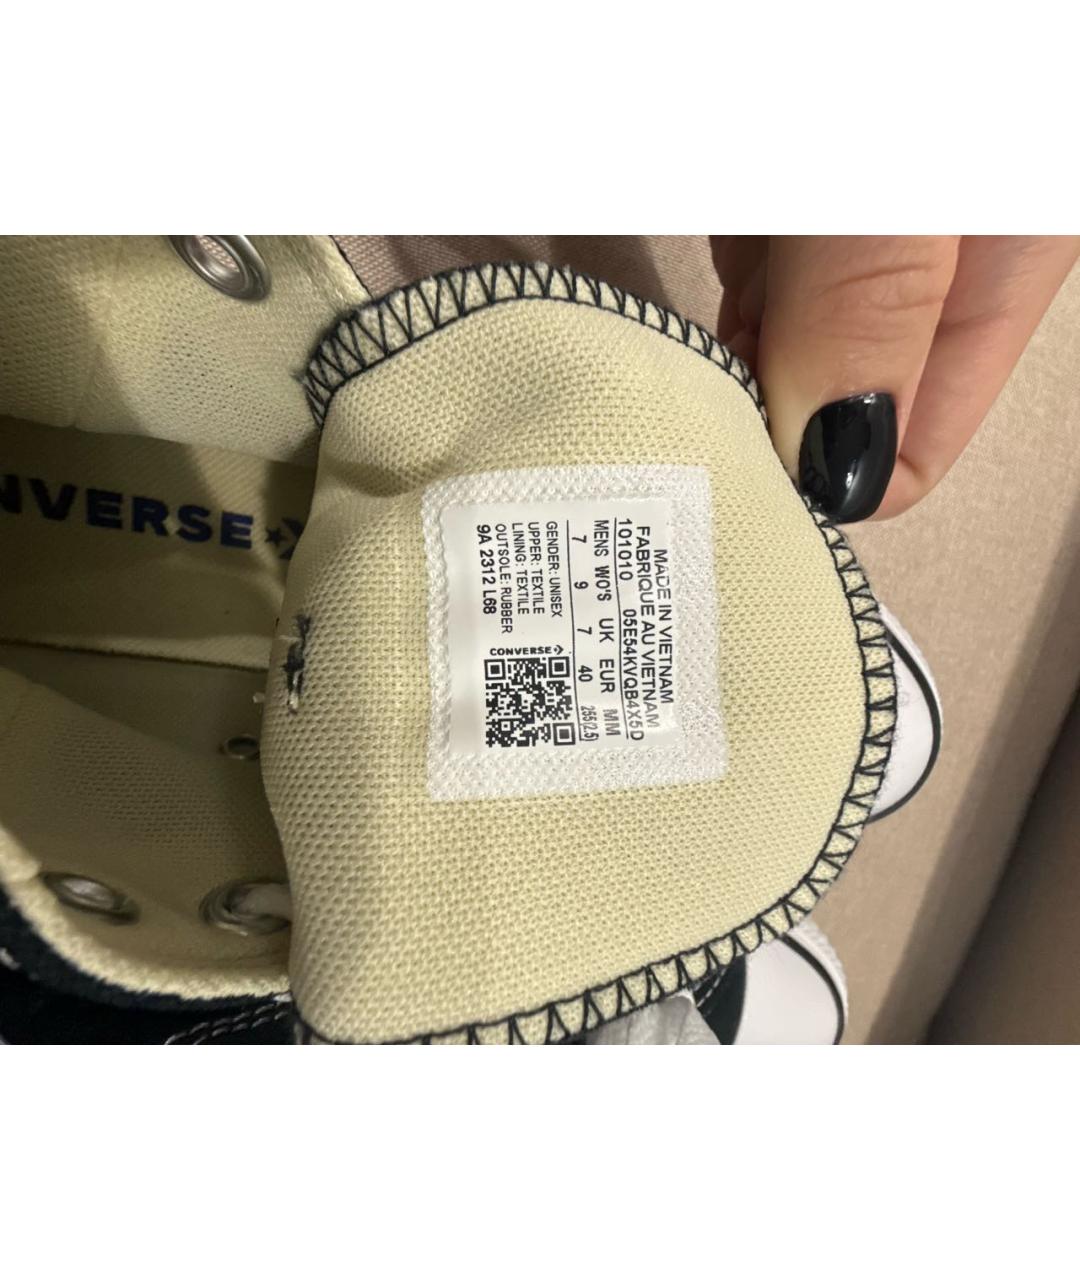 NVERSE
MADE IN VIETNAM
FABRIQUE AU VIETNAM
101010 05E54KVQB4X5D
MENS WO'S UK EUR MM
7 9 7 40 255(2.5)
GENDER: UNISEX
UPPER: TEXTILE
LINING: TEXTILE
OUTSOLE: RUBBER
9A 2312 L68
CONVERSE